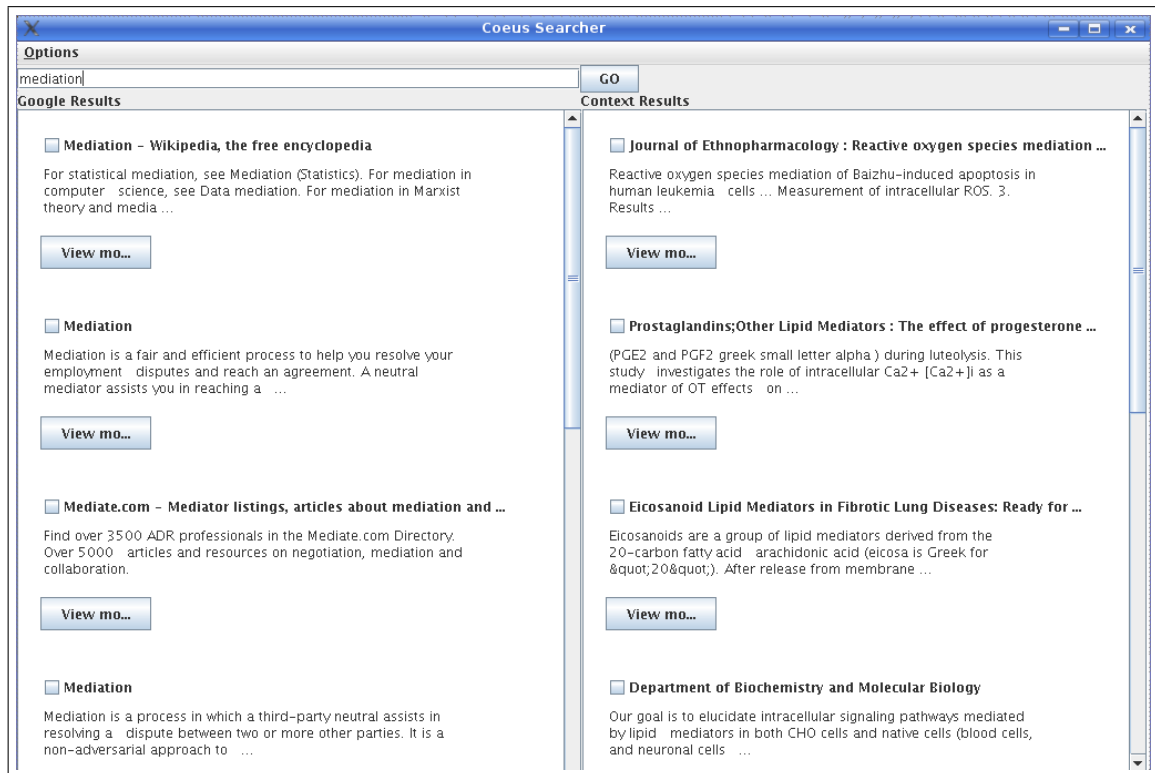 Coeus Searcher
Options
mediation
GO
Google Results
Context Results
Mediation – Wikipedia, the free encyclopedia
For statistical mediation, see Mediation (Statistics). For mediation in
computer science, see Data mediation. For mediation in Marxist
theory and media ...
View mo...
Mediation
Mediation is a fair and efficient process to help you resolve your
employment disputes and reach an agreement. A neutral
mediator assists you in reaching a ...
View mo...
Mediate.com – Mediator listings, articles about mediation and ...
Find over 3500 ADR professionals in the Mediate.com Directory.
Over 5000 articles and resources on negotiation, mediation and
collaboration.
View mo...
Mediation
Mediation is a process in which a third–party neutral assists in
resolving a dispute between two or more other parties. It is a
non–adversarial approach to ...
Journal of Ethnopharmacology : Reactive oxygen species mediation ...
Reactive oxygen species mediation of Baizhu–induced apoptosis in
human leukemia cells ... Measurement of intracellular ROS. 3.
Results ...
View mo...
Prostaglandins;Other Lipid Mediators : The effect of progesterone ...
(PGE2 and PGF2 greek small letter alpha ) during luteolysis. This
study investigates the role of intracellular Ca2+ [Ca2+]i as a
mediator of OT effects on ...
View mo...
Eicosanoid Lipid Mediators in Fibrotic Lung Diseases: Ready for ...
Eicosanoids are a group of lipid mediators derived from the
20–carbon fatty acid arachidonic acid (eicosa is Greek for
&quot;20&quot;). After release from membrane ...
View mo...
Department of Biochemistry and Molecular Biology
Our goal is to elucidate intracellular signaling pathways mediated
by lipid mediators in both CHO cells and native cells (blood cells,
and neuronal cells ...